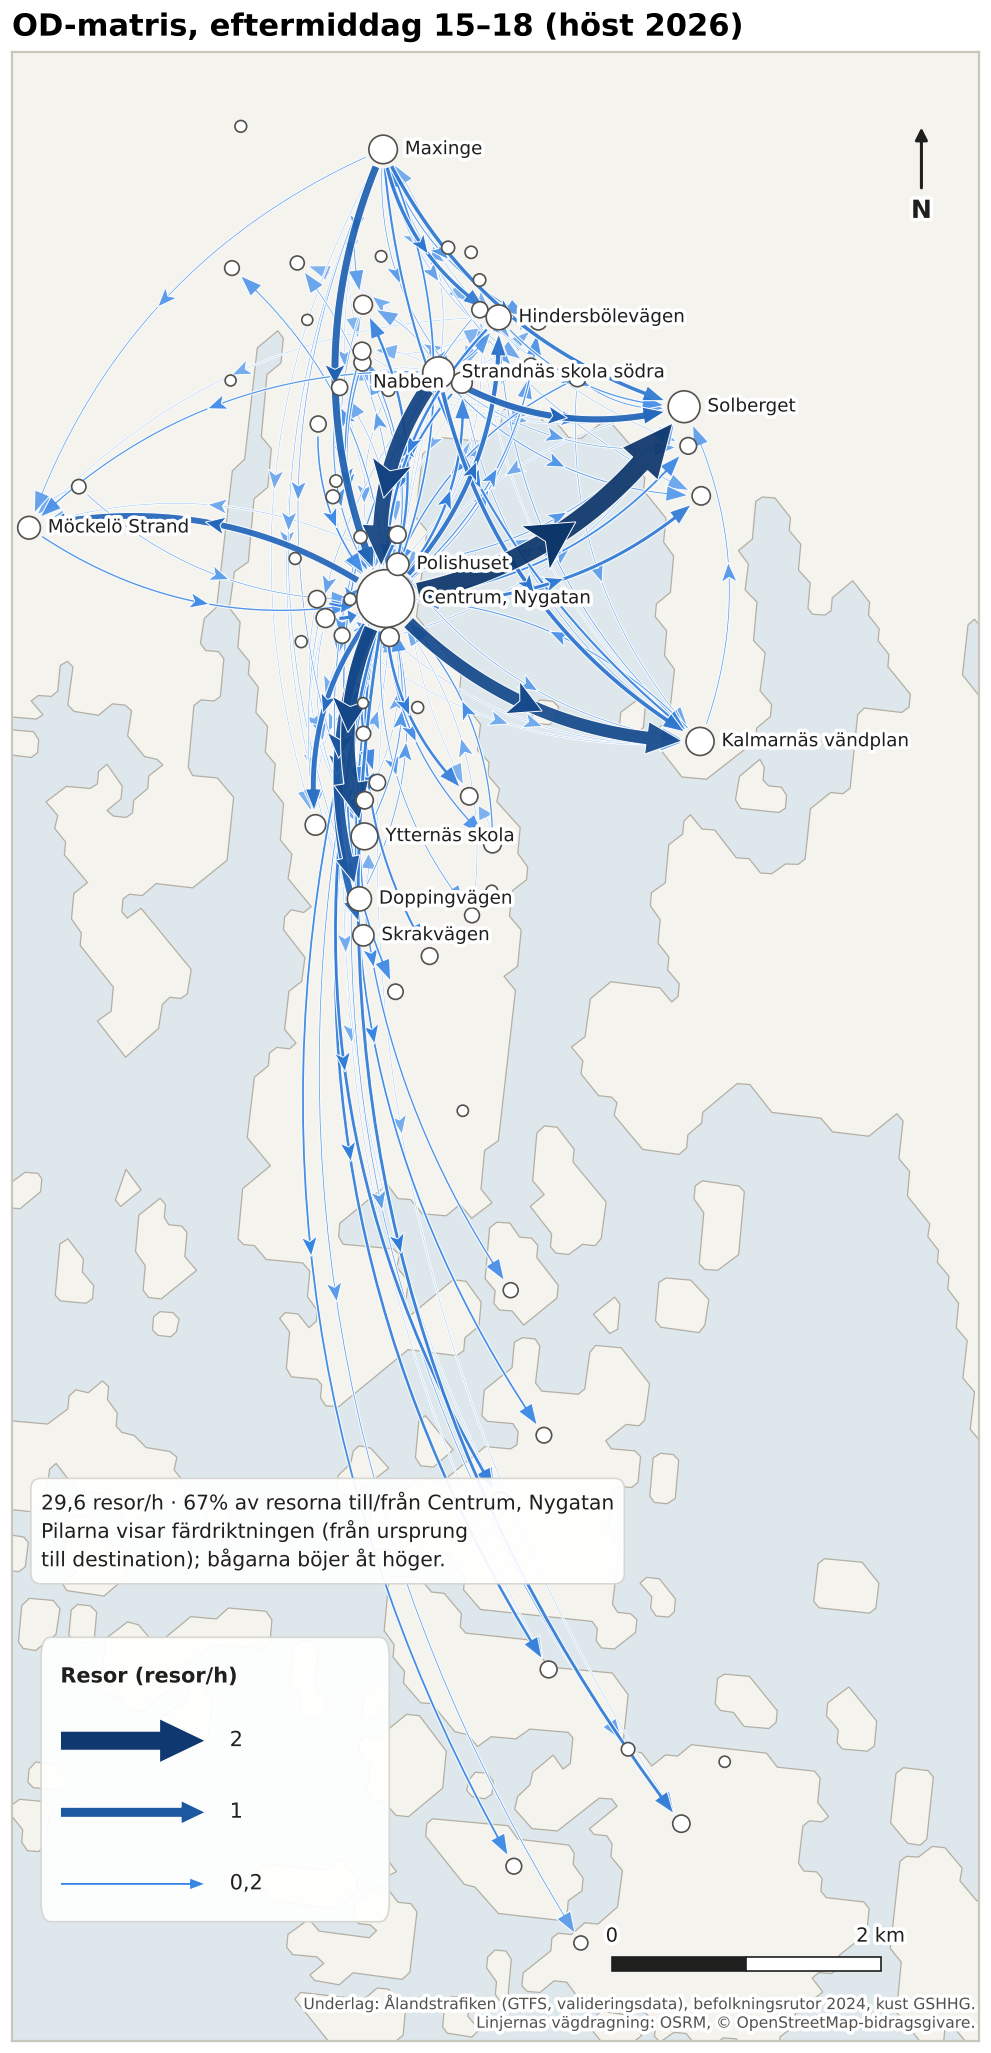 OD-matris, eftermiddag 15–18 (höst 2026)
Maxinge
N
Hindersbölevägen
Strandnäs skola södra
Nabben
Solberget
Möckelö Strand
Polishuset
Centrum, Nygatan
Kalmarnäs vändplan
Ytternäs skola
Doppingvägen
Skrakvägen
29,6 resor/h · 67% av resorna till/från Centrum, Nygatan
Pilarna visar färdriktningen (från ursprung
till destination); bågarna böjer åt höger.
Resor (resor/h)
2
1
0,2
0 2 km
Underlag: Ålandstrafiken (GTFS, valideringsdata), befolkningsrutor 2024, kust GSHHG.
Linjernas vägdragning: OSRM, © OpenStreetMap-bidragsgivare.